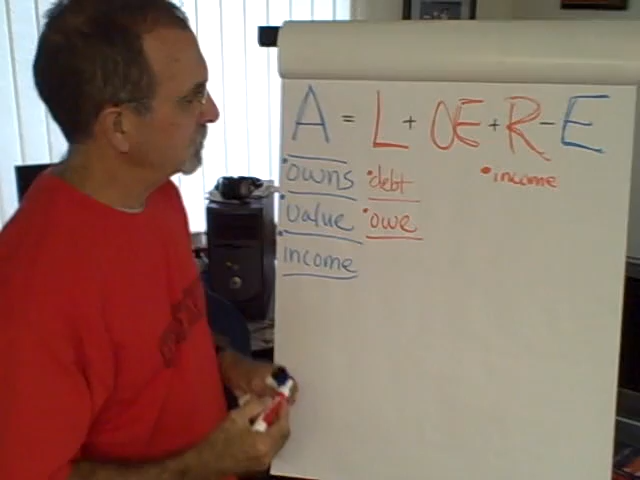 A = L + OE + R - E
owns debt income
value owe
income